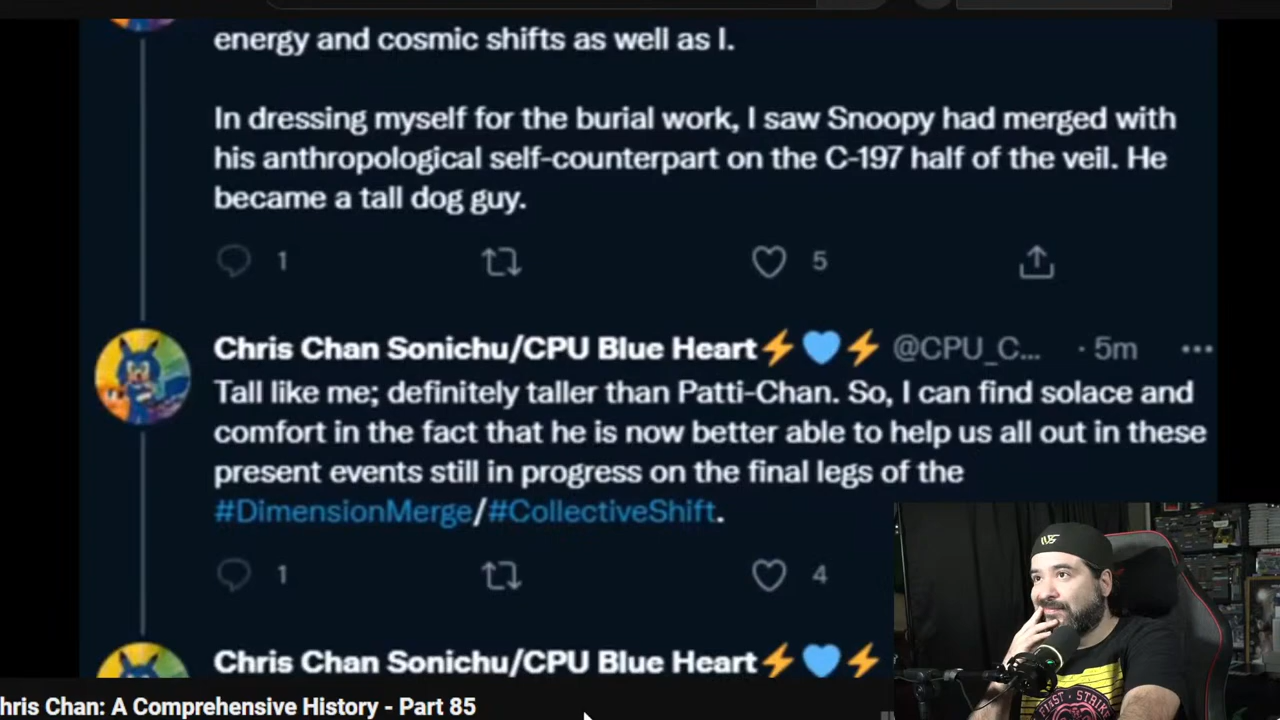 energy and cosmic shifts as well as I.
In dressing myself for the burial work, I saw Snoopy had merged with
his anthropological self-counterpart on the C-197 half of the veil. He
became a tall dog guy.
1
5
Chris Chan Sonichu/CPU Blue Heart⚡💙⚡ @CPU_C... · 5m ···
Tall like me; definitely taller than Patti-Chan. So, I can find solace and
comfort in the fact that he is now better able to help us all out in these
present events still in progress on the final legs of the
#DimensionMerge/#CollectiveShift.
1
4
Chris Chan Sonichu/CPU Blue Heart⚡💙⚡
hris Chan: A Comprehensive History - Part 85